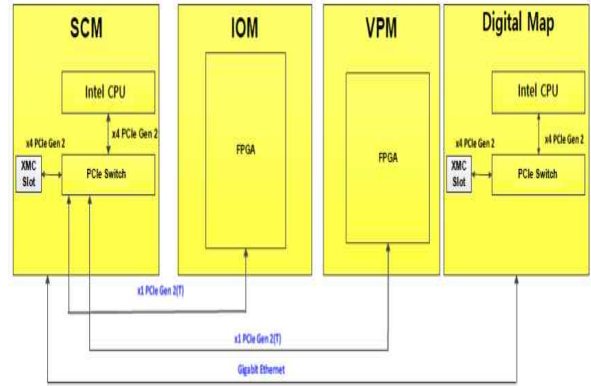 SCM
IOM
VPM
Digital Map
Intel CPU
x4 PCIe Gen 2
x4 PCIe Gen 2
XMC
Slot
PCIe Switch
FPGA
FPGA
Intel CPU
x4 PCIe Gen 2
x4 PCIe Gen 2
XMC
Slot
PCIe Switch
x1 PCIe Gen 2(T)
x1 PCIe Gen 2(T)
Gigabit Ethernet